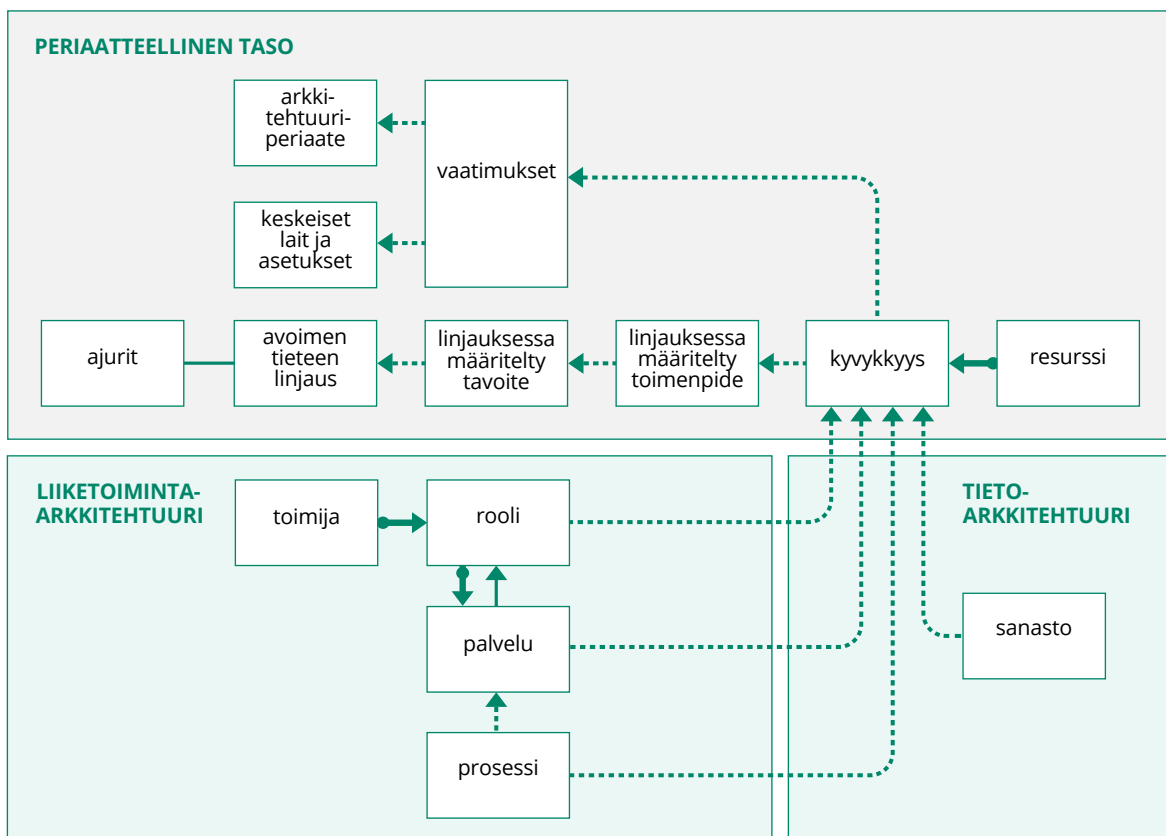 PERIAATTEELLINEN TASO
arkki-
tehtuuri-
periaate
vaatimukset
keskeiset
lait ja
asetukset
ajurit
avoimen
tieteen
linjaus
linjauksessa
määritelty
tavoite
linjauksessa
määritelty
toimenpide
kyvykkyys
resurssi
LIIKETOIMINTA-
ARKKITEHTUURI
toimija
rooli
palvelu
prosessi
TIETO-
ARKKITEHTUURI
sanasto